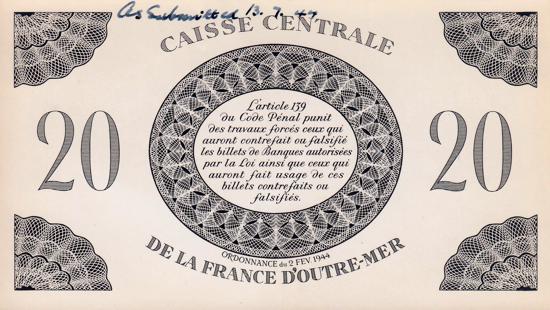 As Submitted 13.7.44
CAISSE CENTRALE
20
L'article 139
du Code Pénal punit
des travaux forcés ceux qui
auront contrefait ou falsifié
les billets de Banques autorisées
par la Loi ainsi que ceux qui
auront fait usage de ces
billets contrefaits ou
falsifiés.
20
ORDONNANCE du 2 FEV. 1944
DE LA FRANCE D'OUTRE-MER